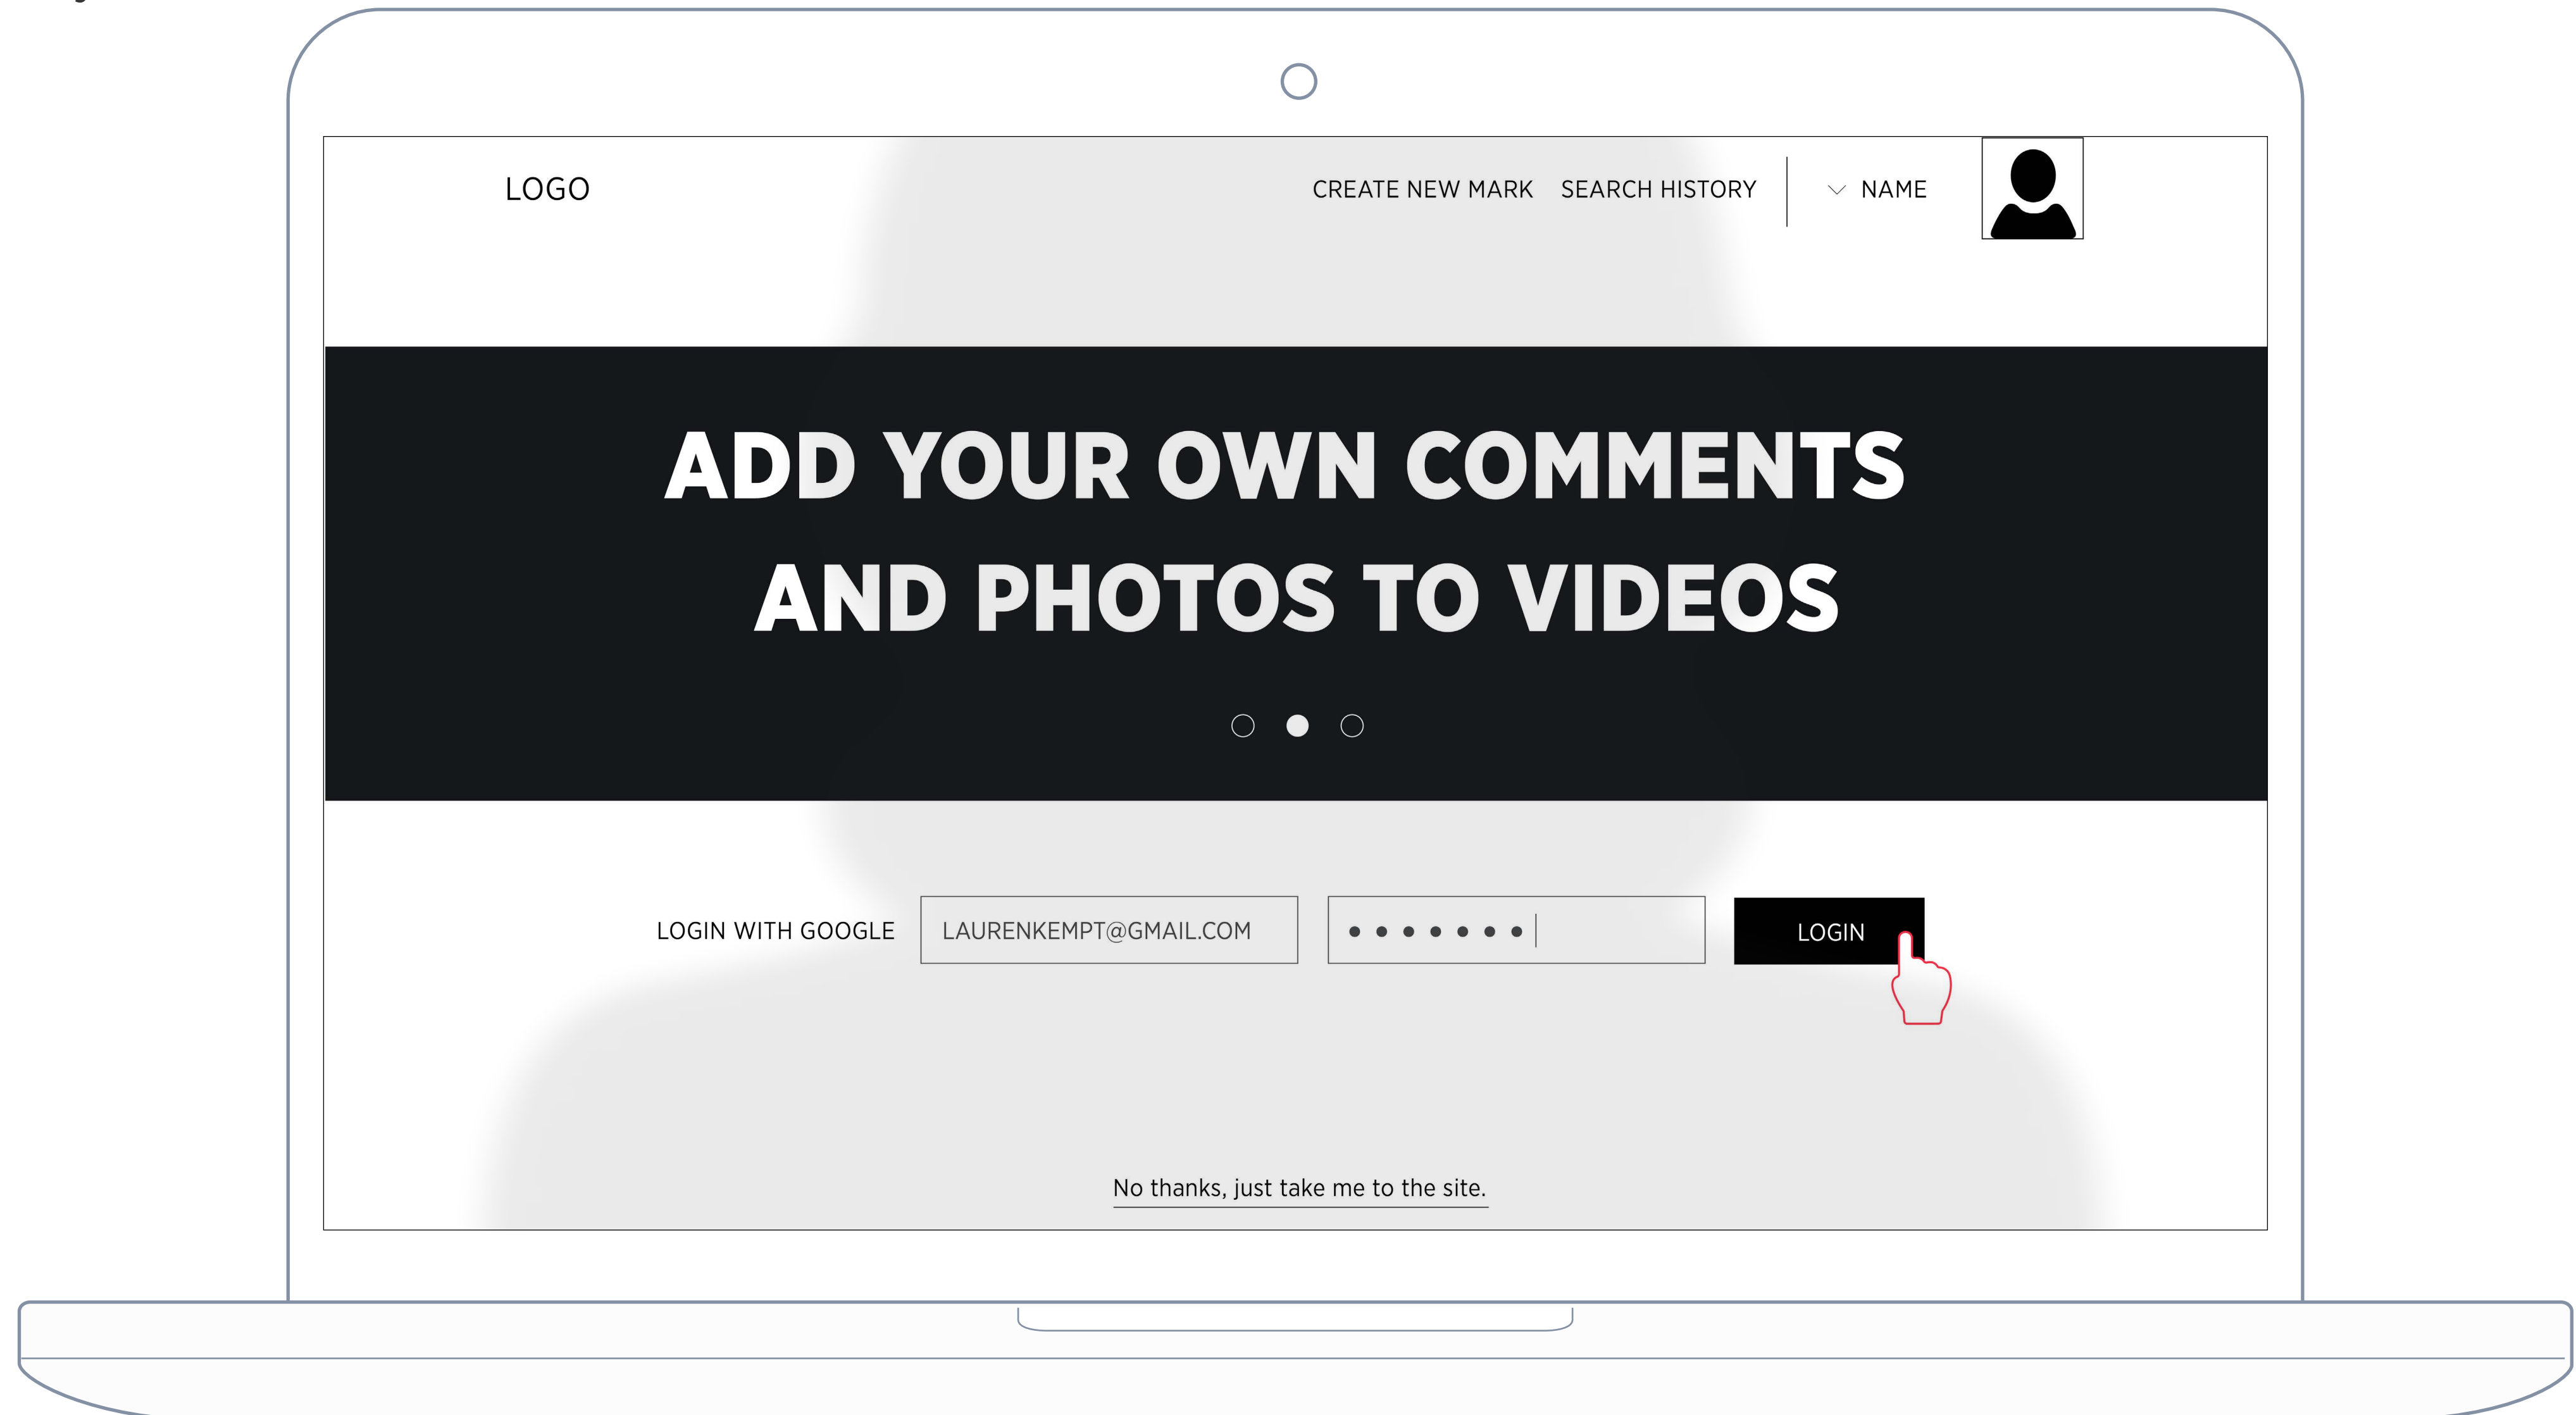 LOGO
CREATE NEW MARK SEARCH HISTORY NAME
ADD YOUR OWN COMMENTS
AND PHOTOS TO VIDEOS
LOGIN WITH GOOGLE LAURENKEMPT@GMAIL.COM LOGIN
No thanks, just take me to the site.